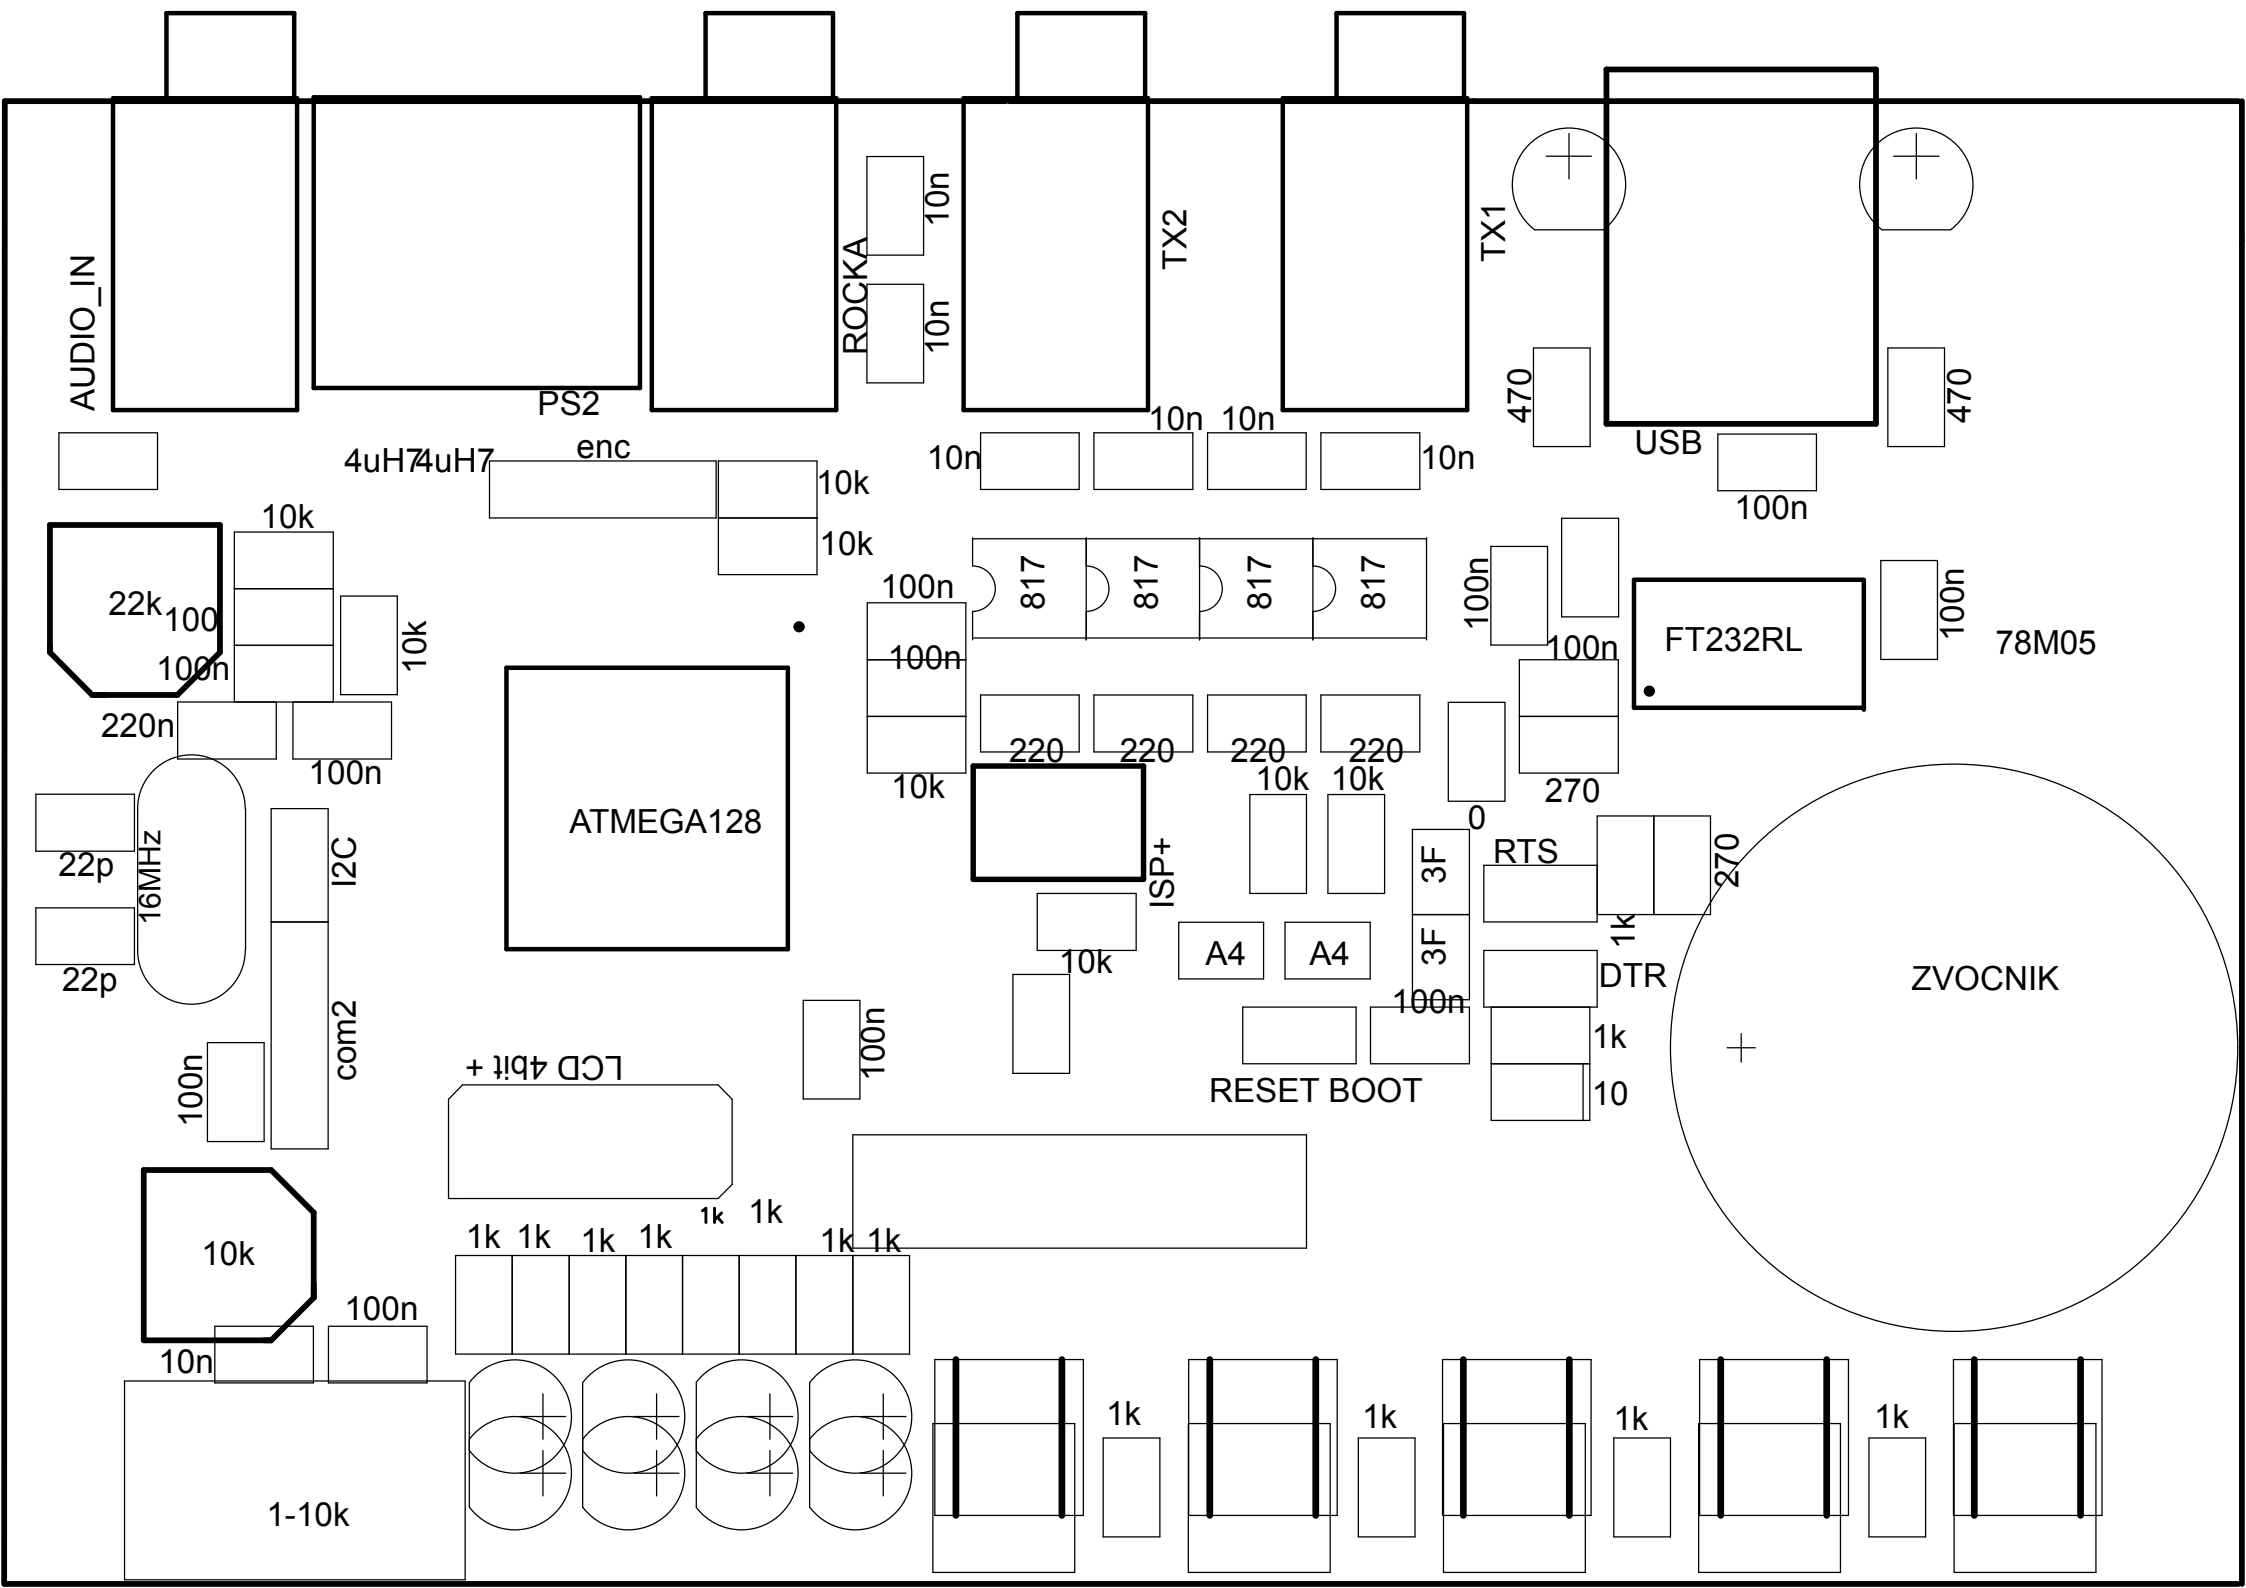 AUDIO_IN
PS2
ROCKA
10n
10n
TX2
TX1
470
USB
470
100n
4uH7
4uH7
enc
10k
10k
10n
10n
10n
10n
10k
22k
100
100n
10k
220n
100n
100n
100n
10k
817
817
817
817
100n
100n
FT232RL
100n
78M05
220
220
220
220
10k
10k
0
270
ATMEGA128
ISP+
22p
16MHz
I2C
22p
com2
3F
3F
RTS
270
1k
A4
A4
10k
DTR
ZVOCNIK
100n
1k
10
RESET BOOT
100n
100n
LCD 4bit +
10k
1k
1k
1k
1k
1k
1k
1k
1k
100n
10n
1-10k
1k
1k
1k
1k